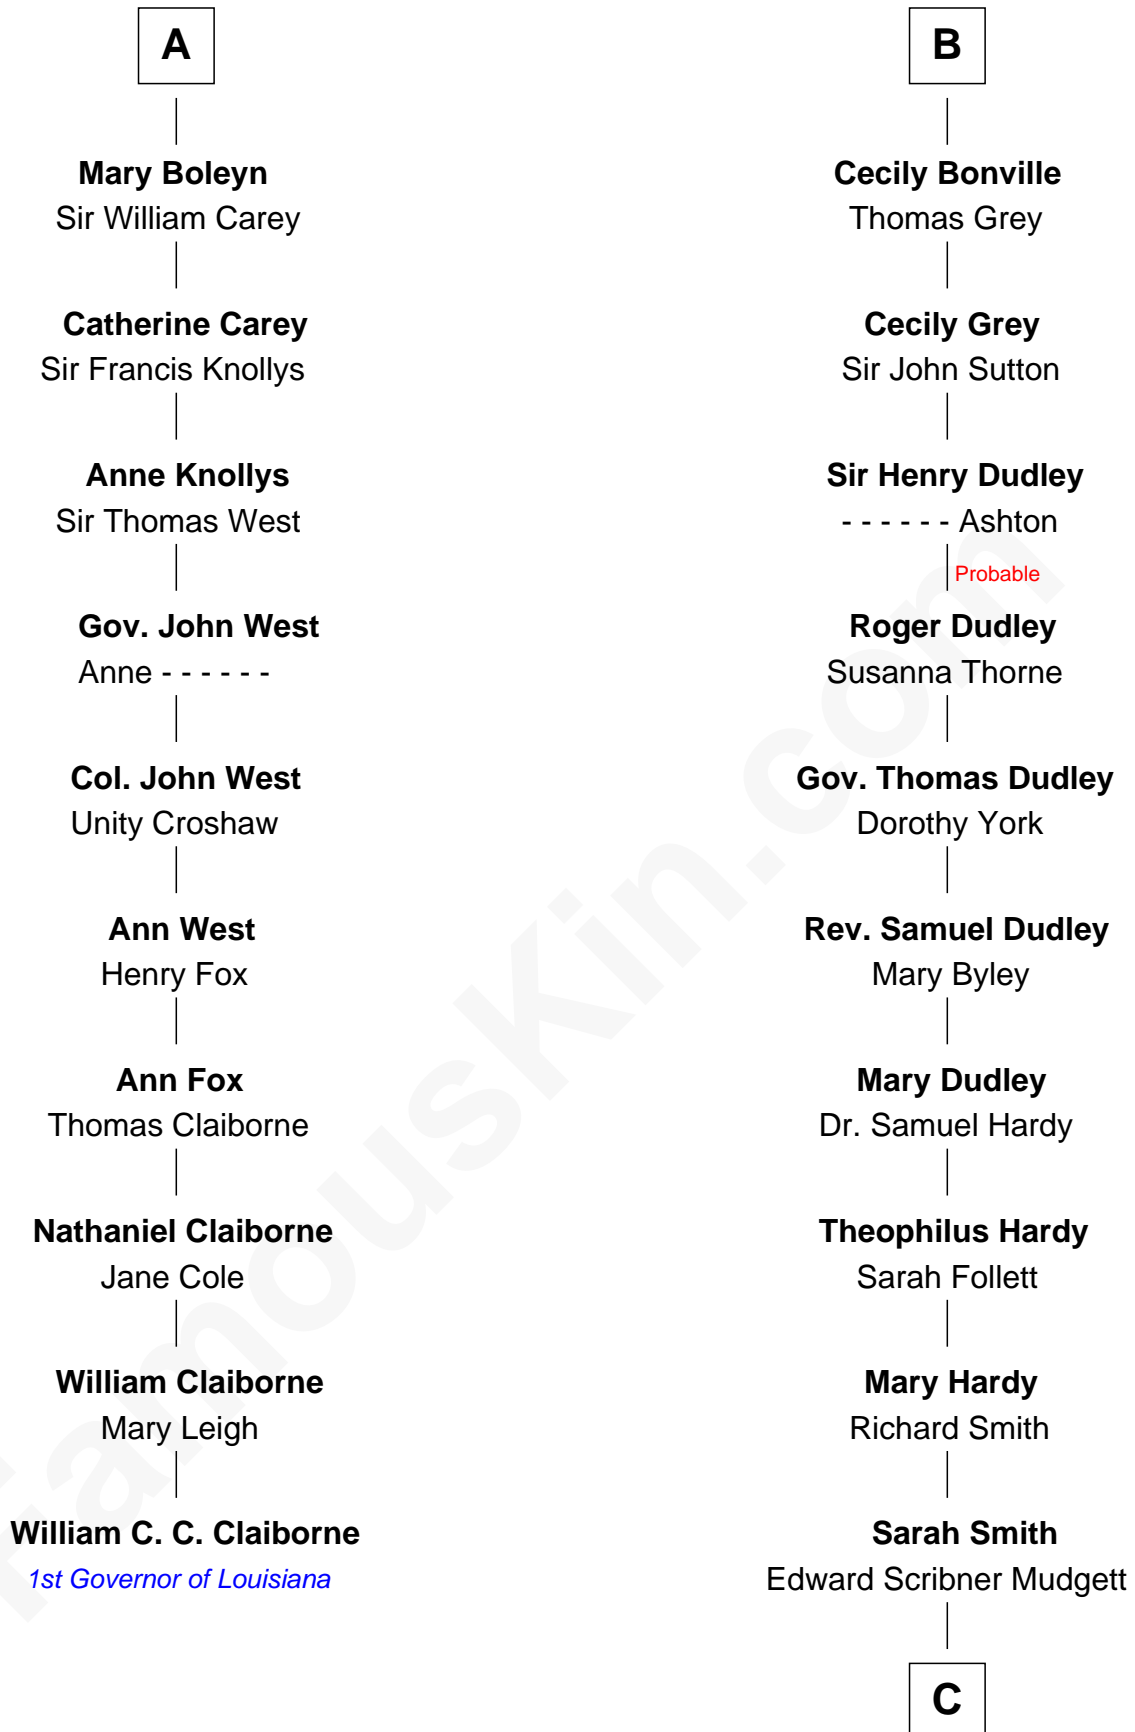 A
Mary Boleyn
Sir William Carey
Catherine Carey
Sir Francis Knollys
Anne Knollys
Sir Thomas West
Gov. John West
Anne - - - - - -
Col. John West
Unity Croshaw
Ann West
Henry Fox
Ann Fox
Thomas Claiborne
Nathaniel Claiborne
Jane Cole
William Claiborne
Mary Leigh
William C. C. Claiborne
1st Governor of Louisiana
B
Cecily Bonville
Thomas Grey
Cecily Grey
Sir John Sutton
Sir Henry Dudley
- - - - - - Ashton
Probable
Roger Dudley
Susanna Thorne
Gov. Thomas Dudley
Dorothy York
Rev. Samuel Dudley
Mary Byley
Mary Dudley
Dr. Samuel Hardy
Theophilus Hardy
Sarah Follett
Mary Hardy
Richard Smith
Sarah Smith
Edward Scribner Mudgett
C
famouskin.com